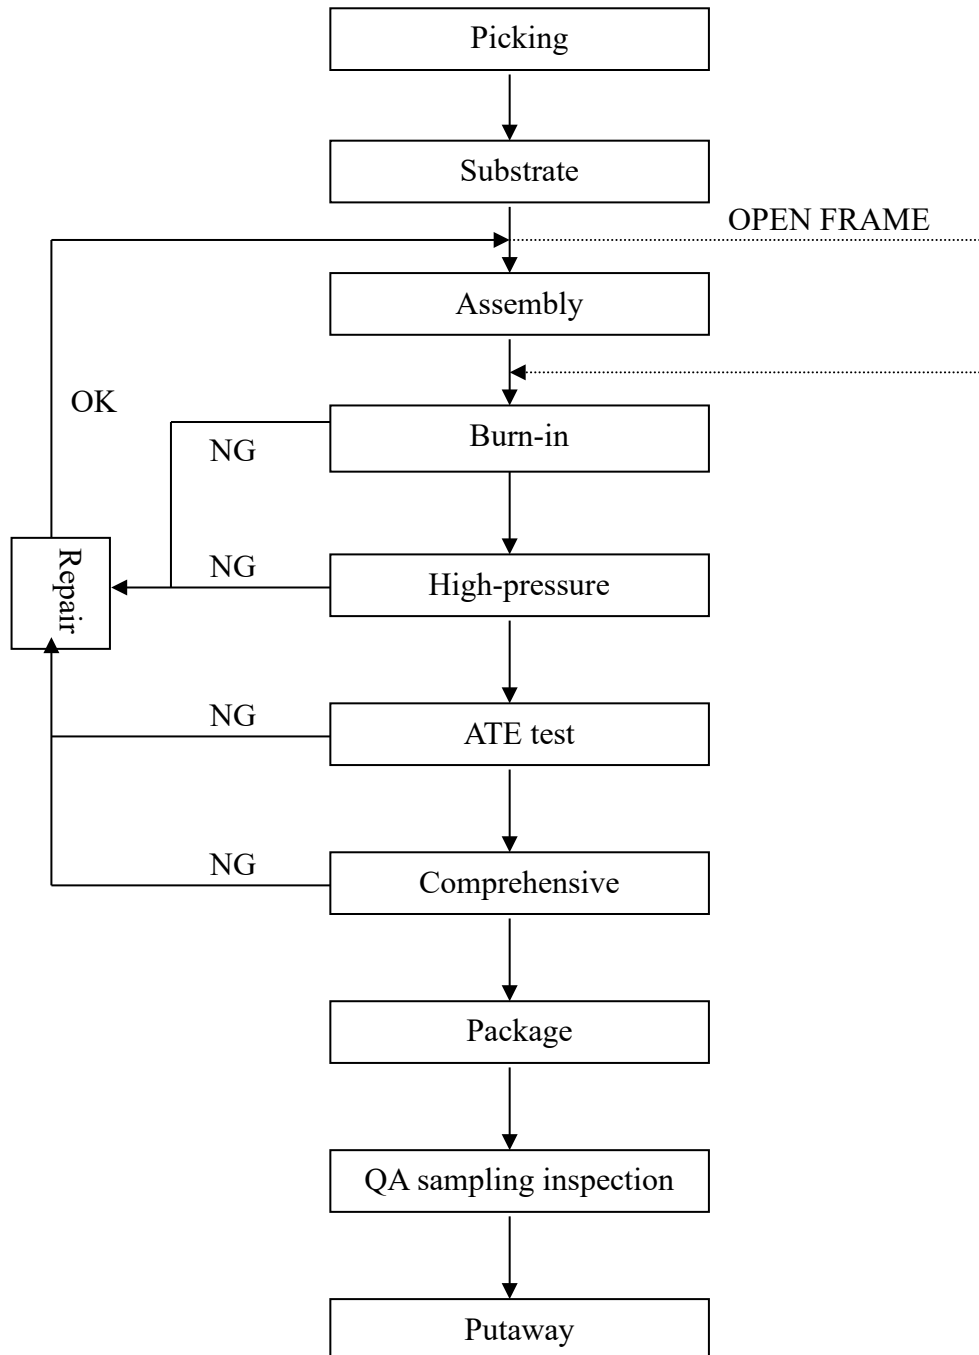 Picking
Substrate
OPEN FRAME
Assembly
OK
Burn-in
NG
Repair
NG
High-pressure
NG
ATE test
NG
Comprehensive
Package
QA sampling inspection
Putaway